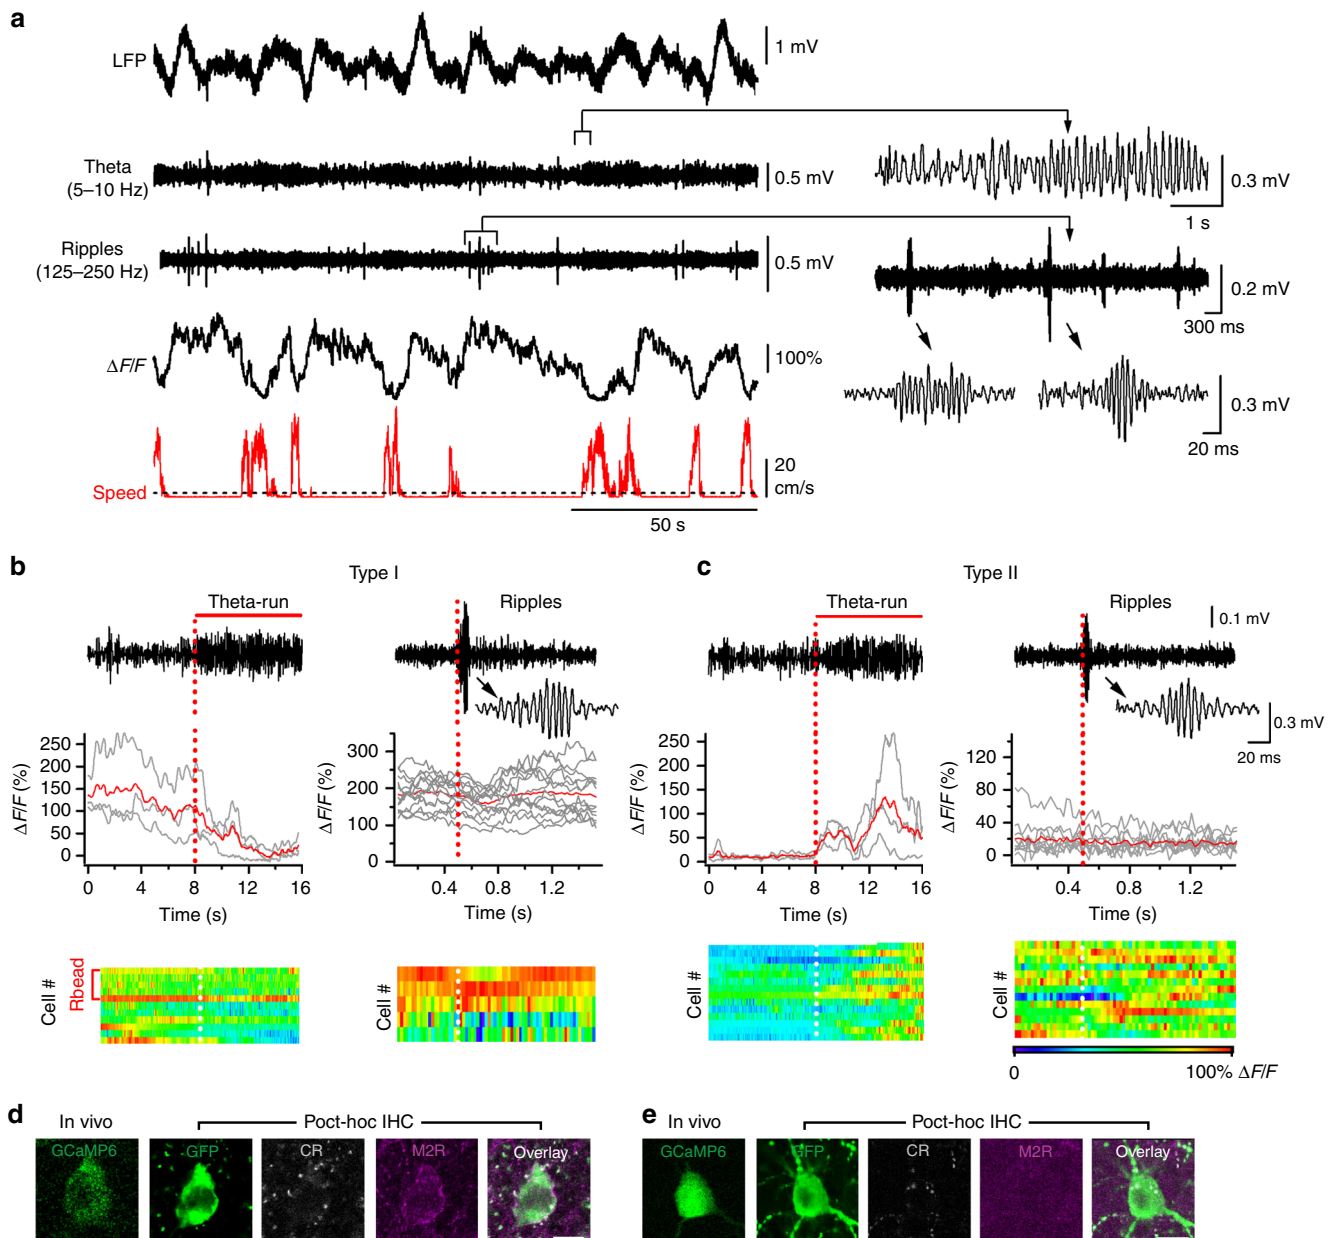 a
LFP
1 mV
Theta
(5–10 Hz)
0.5 mV
0.3 mV
1 s
Ripples
(125–250 Hz)
0.5 mV
0.2 mV
300 ms
ΔF/F
100%
0.3 mV
20 ms
Speed
20
cm/s
50 s
b
Type I
Theta-run
Ripples
250
200
150
100
50
0
ΔF/F (%)
0 4 8 12 16
Time (s)
300
200
100
0
ΔF/F (%)
0.4 0.8 1.2
Time (s)
Cell #
Rbead
Cell #
c
Type II
Theta-run
Ripples
0.1 mV
0.3 mV
20 ms
250
200
150
100
50
0
ΔF/F (%)
0 4 8 12 16
Time (s)
120
80
40
0
ΔF/F (%)
0.4 0.8 1.2
Time (s)
Cell #
Cell #
0 100% ΔF/F
d
In vivo
Poct-hoc IHC
GCaMP6
GFP
CR
M2R
Overlay
e
In vivo
Poct-hoc IHC
GCaMP6
GFP
CR
M2R
Overlay